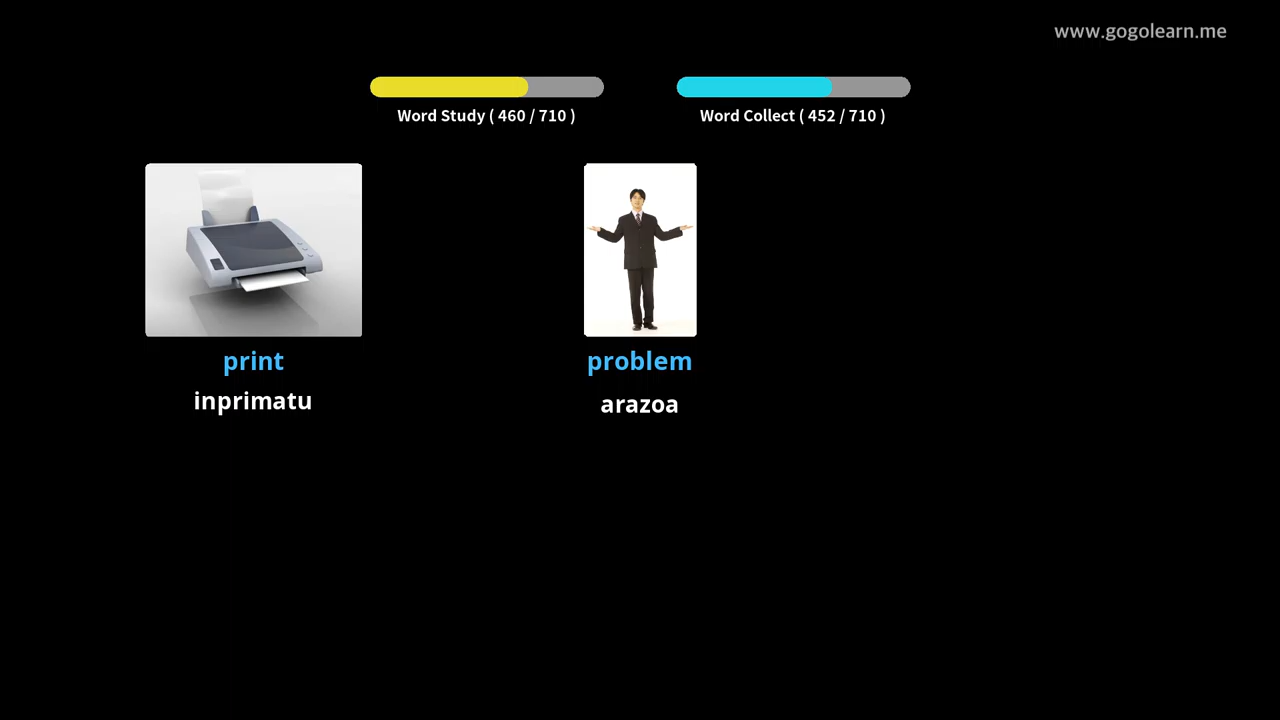 www.gogolearn.me
Word Study ( 460 / 710 )
Word Collect ( 452 / 710 )
print
inprimatu
problem
arazoa